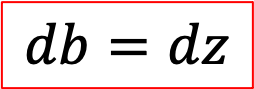 db = dz